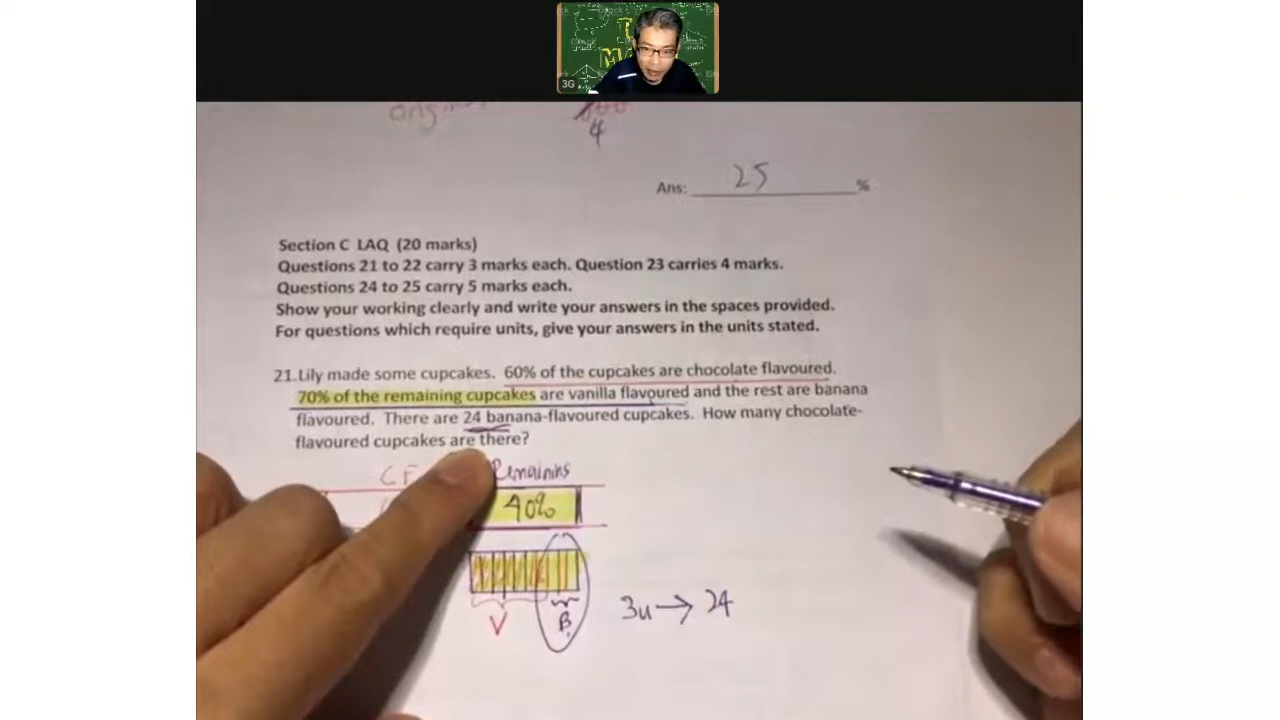 3G
4
Ans: 25 %
Section C LAQ (20 marks)
Questions 21 to 22 carry 3 marks each. Question 23 carries 4 marks.
Questions 24 to 25 carry 5 marks each.
Show your working clearly and write your answers in the spaces provided.
For questions which require units, give your answers in the units stated.
21.Lily made some cupcakes. 60% of the cupcakes are chocolate flavoured.
70% of the remaining cupcakes are vanilla flavoured and the rest are banana
flavoured. There are 24 banana-flavoured cupcakes. How many chocolate-
flavoured cupcakes are there?
CF Remaining
40%
V B
3u → 24